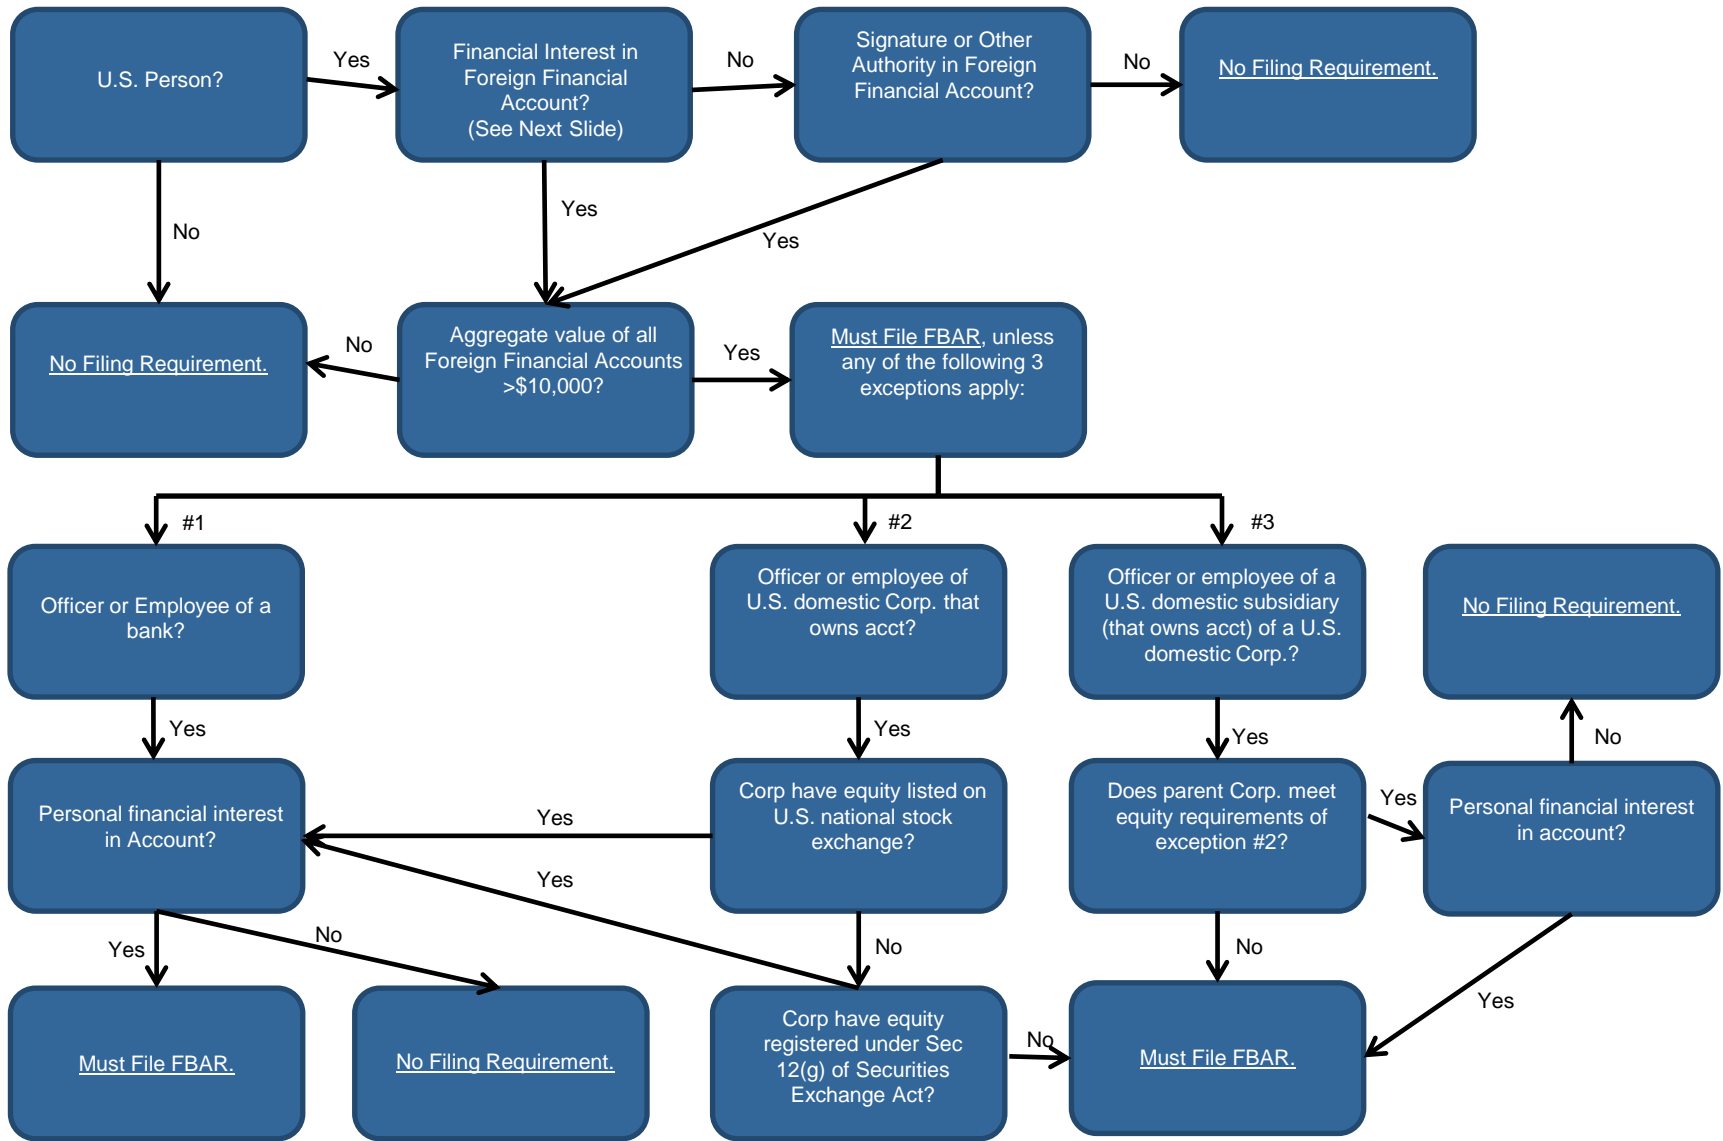 U.S. Person?
Yes
Financial Interest in
Foreign Financial
Account?
(See Next Slide)
No
Signature or Other
Authority in Foreign
Financial Account?
No
No Filing Requirement.
No
Yes
Yes
No Filing Requirement.
No
Aggregate value of all
Foreign Financial Accounts
>$10,000?
Yes
Must File FBAR, unless
any of the following 3
exceptions apply:
#1
#2
#3
Officer or Employee of a
bank?
Officer or employee of
U.S. domestic Corp. that
owns acct?
Officer or employee of a
U.S. domestic subsidiary
(that owns acct) of a U.S.
domestic Corp.?
No Filing Requirement.
Yes
Yes
Yes
No
Personal financial interest
in Account?
Yes
Yes
Corp have equity listed on
U.S. national stock
exchange?
Does parent Corp. meet
equity requirements of
exception #2?
Yes
Personal financial interest
in account?
Yes
No
No
No
Yes
Must File FBAR.
No Filing Requirement.
Corp have equity
registered under Sec
12(g) of Securities
Exchange Act?
No
Must File FBAR.